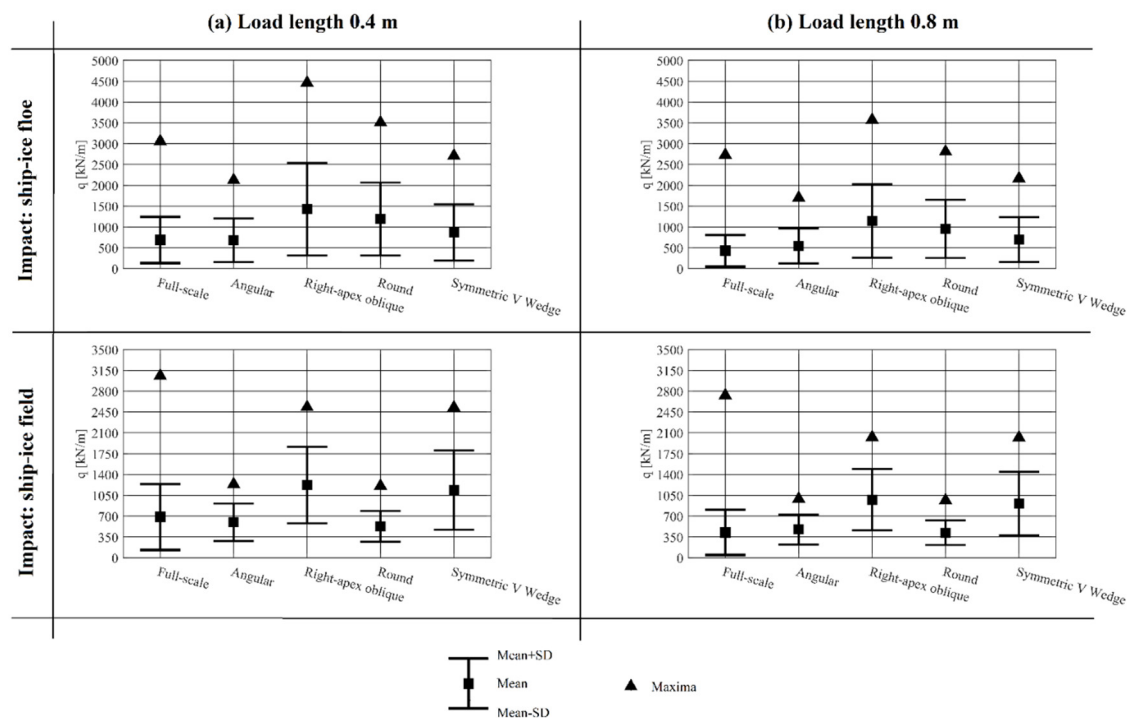 (a) Load length 0.4 m
(b) Load length 0.8 m
Impact: ship-ice floe
q [kN/m]
5000
4500
4000
3500
3000
2500
2000
1500
1000
500
0
Full-scale
Angular
Right-apex oblique
Round
Symmetric V Wedge
q [kN/m]
5000
4500
4000
3500
3000
2500
2000
1500
1000
500
0
Full-scale
Angular
Right-apex oblique
Round
Symmetric V Wedge
Impact: ship-ice field
q [kN/m]
3500
3150
2800
2450
2100
1750
1400
1050
700
350
0
Full-scale
Angular
Right-apex oblique
Round
Symmetric V Wedge
q [kN/m]
3500
3150
2800
2450
2100
1750
1400
1050
700
350
0
Full-scale
Angular
Right-apex oblique
Round
Symmetric V Wedge
Mean+SD
Mean
Mean-SD
Maxima